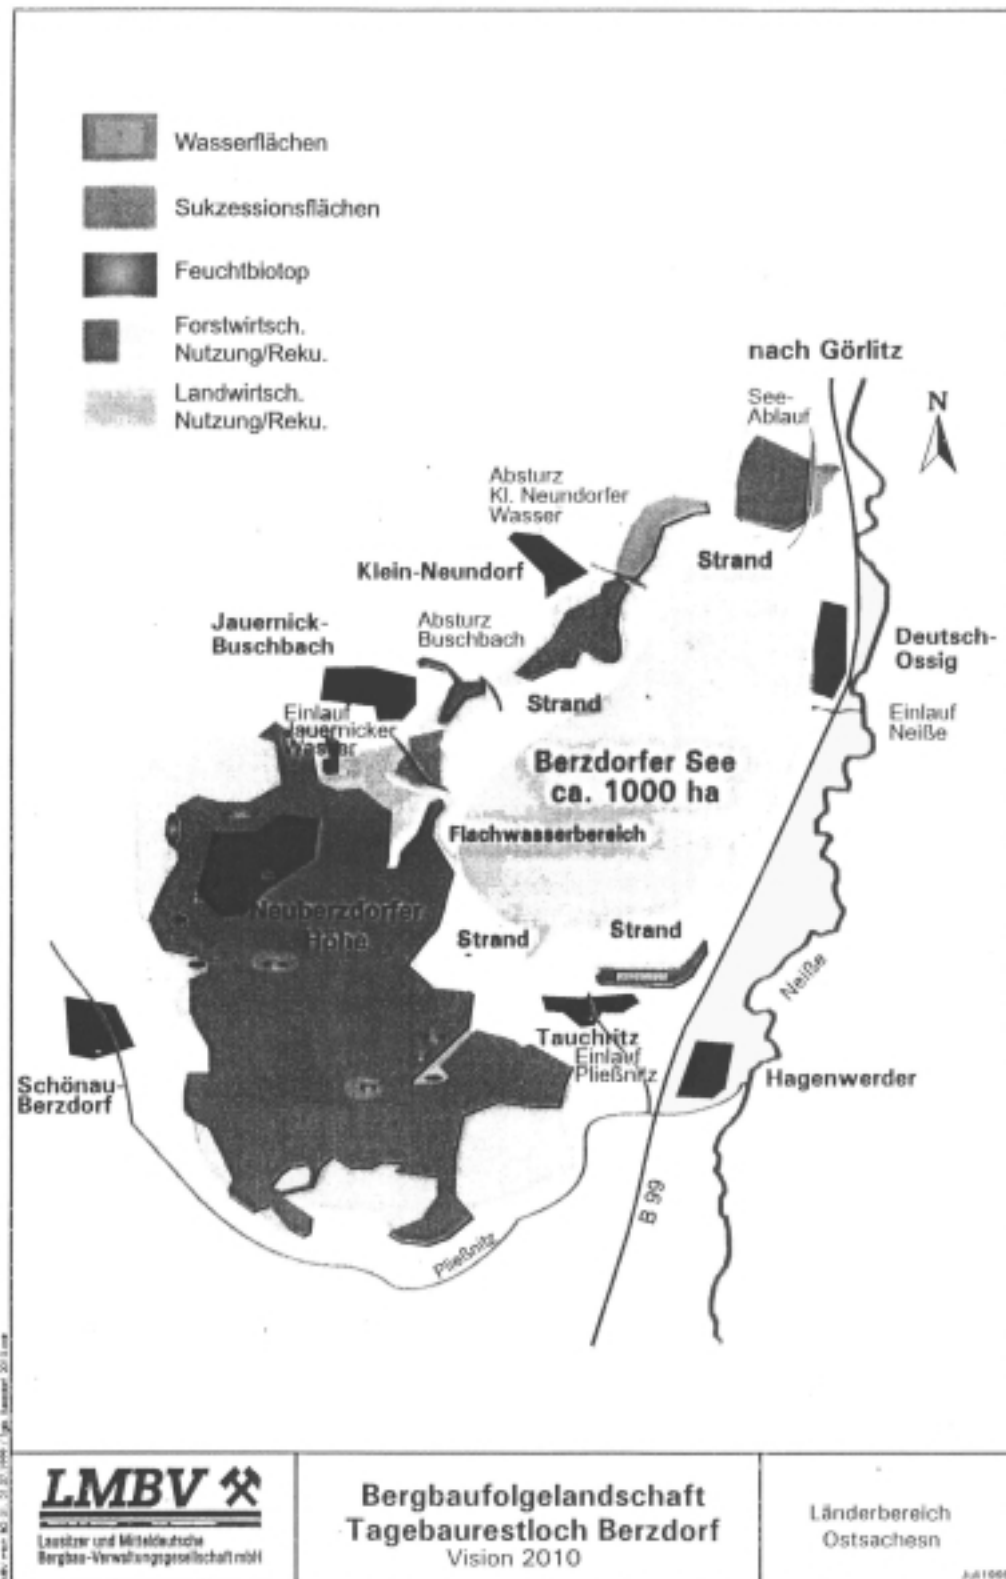 Wasserflächen
Sukzessionsflächen
Feuchtbiotop
Forstwirtsch.
Nutzung/Reku.
Landwirtsch.
Nutzung/Reku.
nach Görlitz
See-
Ablauf
N
Absturz
Kl. Neundorfer
Wasser
Strand
Klein-Neundorf
Absturz
Buschbach
Jauernick-
Buschbach
Deutsch-
Ossig
Strand
Einlauf
Jauernicker
Wasser
Einlauf
Neiße
Berzdorfer See
ca. 1000 ha
Flachwasserbereich
Neuberzdorfer
Höhe
Strand
Strand
Neiße
Tauchritz
Einlauf
Pließnitz
Hagenwerder
Schönau-
Berzdorf
B 99
Pließnitz
LMBV
Lausitzer und Mitteldeutsche
Bergbau-Verwaltungsgesellschaft mbH
Bergbaufolgelandschaft
Tagebaurestloch Berzdorf
Vision 2010
Länderbereich
Ostsachesn